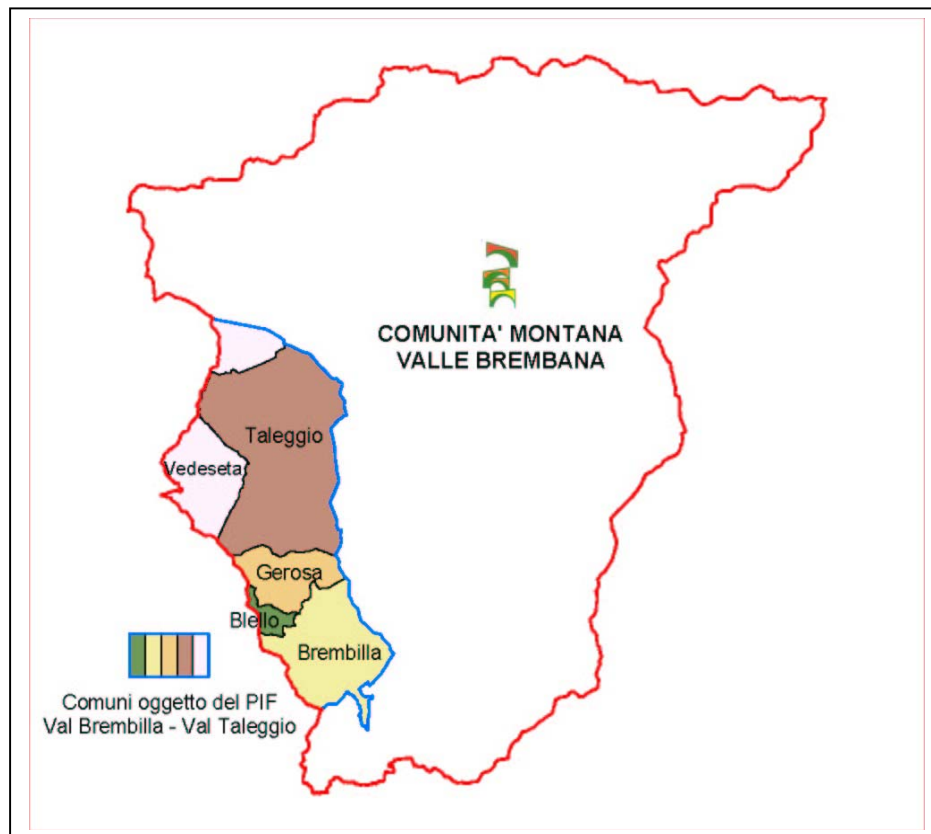 COMUNITA' MONTANA
VALLE BREMBANA
Taleggio
Vedeseta
Gerosa
Blello
Brembilla
Comuni oggetto del PIF
Val Brembilla - Val Taleggio